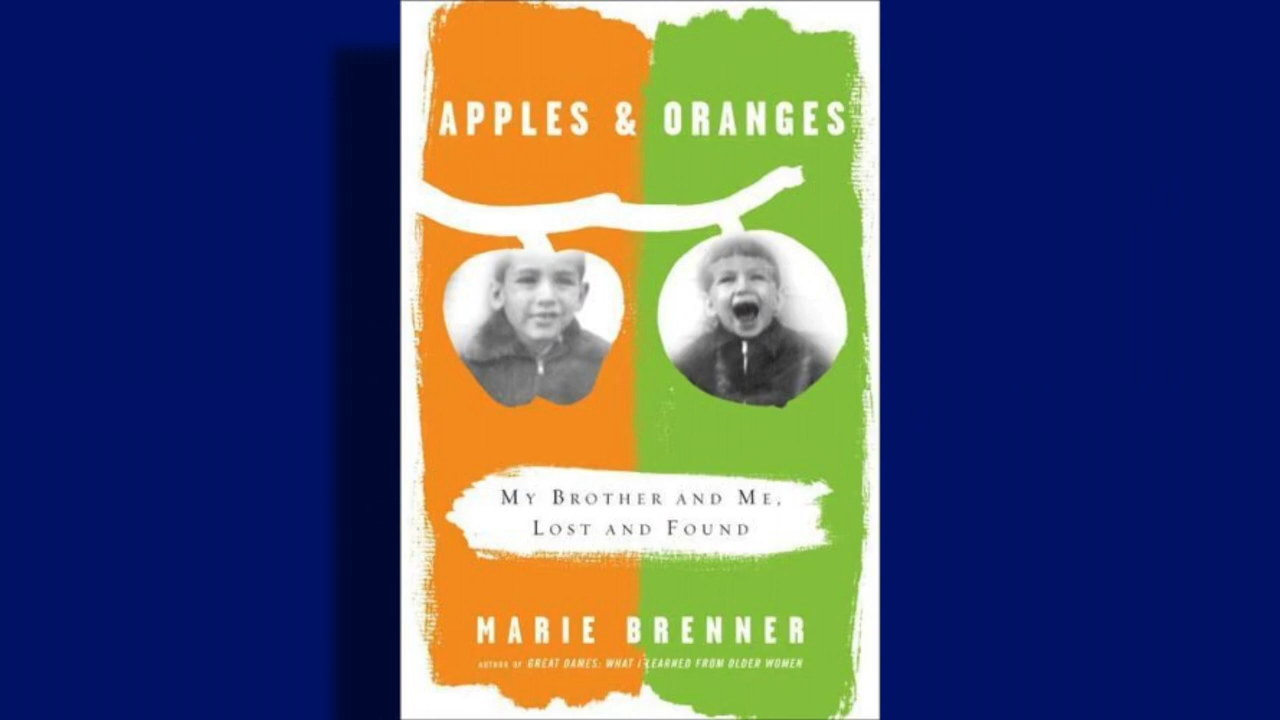 APPLES & ORANGES
MY BROTHER AND ME,
LOST AND FOUND
MARIE BRENNER
AUTHOR OF GREAT DAMES: WHAT I LEARNED FROM OLDER WOMEN